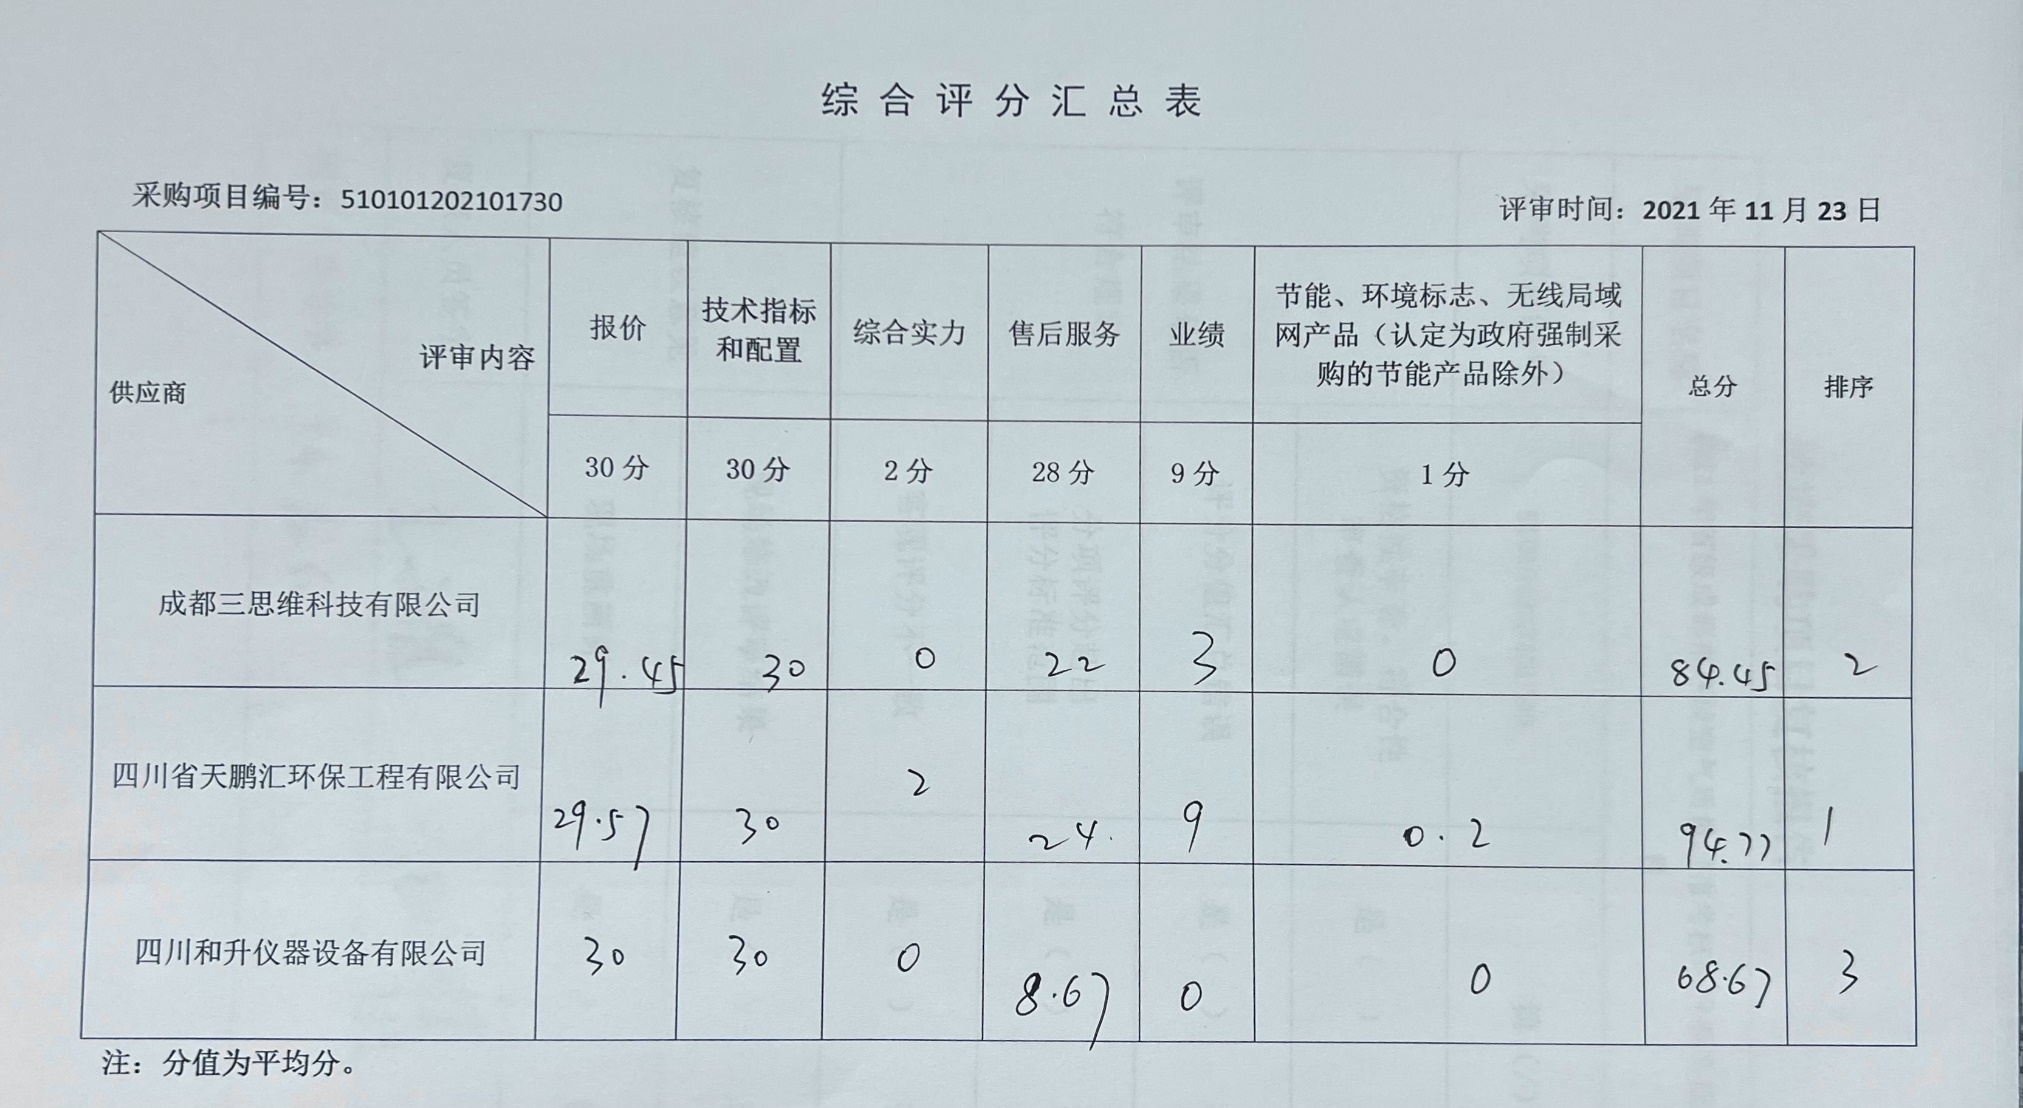 综合评分汇总表
采购项目编号：510101202101730
评审时间：2021年11月23日
评审内容
供应商
报价
技术指标
和配置
综合实力
售后服务
业绩
节能、环境标志、无线局域
网产品（认定为政府强制采
购的节能产品除外）
总分
排序
30分
30分
2分
28分
9分
1分
成都三思维科技有限公司
29.45
30
0
22
3
0
84.45
2
四川省天鹏汇环保工程有限公司
29.57
30
2
24.
9
0.2
94.77
1
四川和升仪器设备有限公司
30
30
0
8.67
0
0
68.67
3
注：分值为平均分。